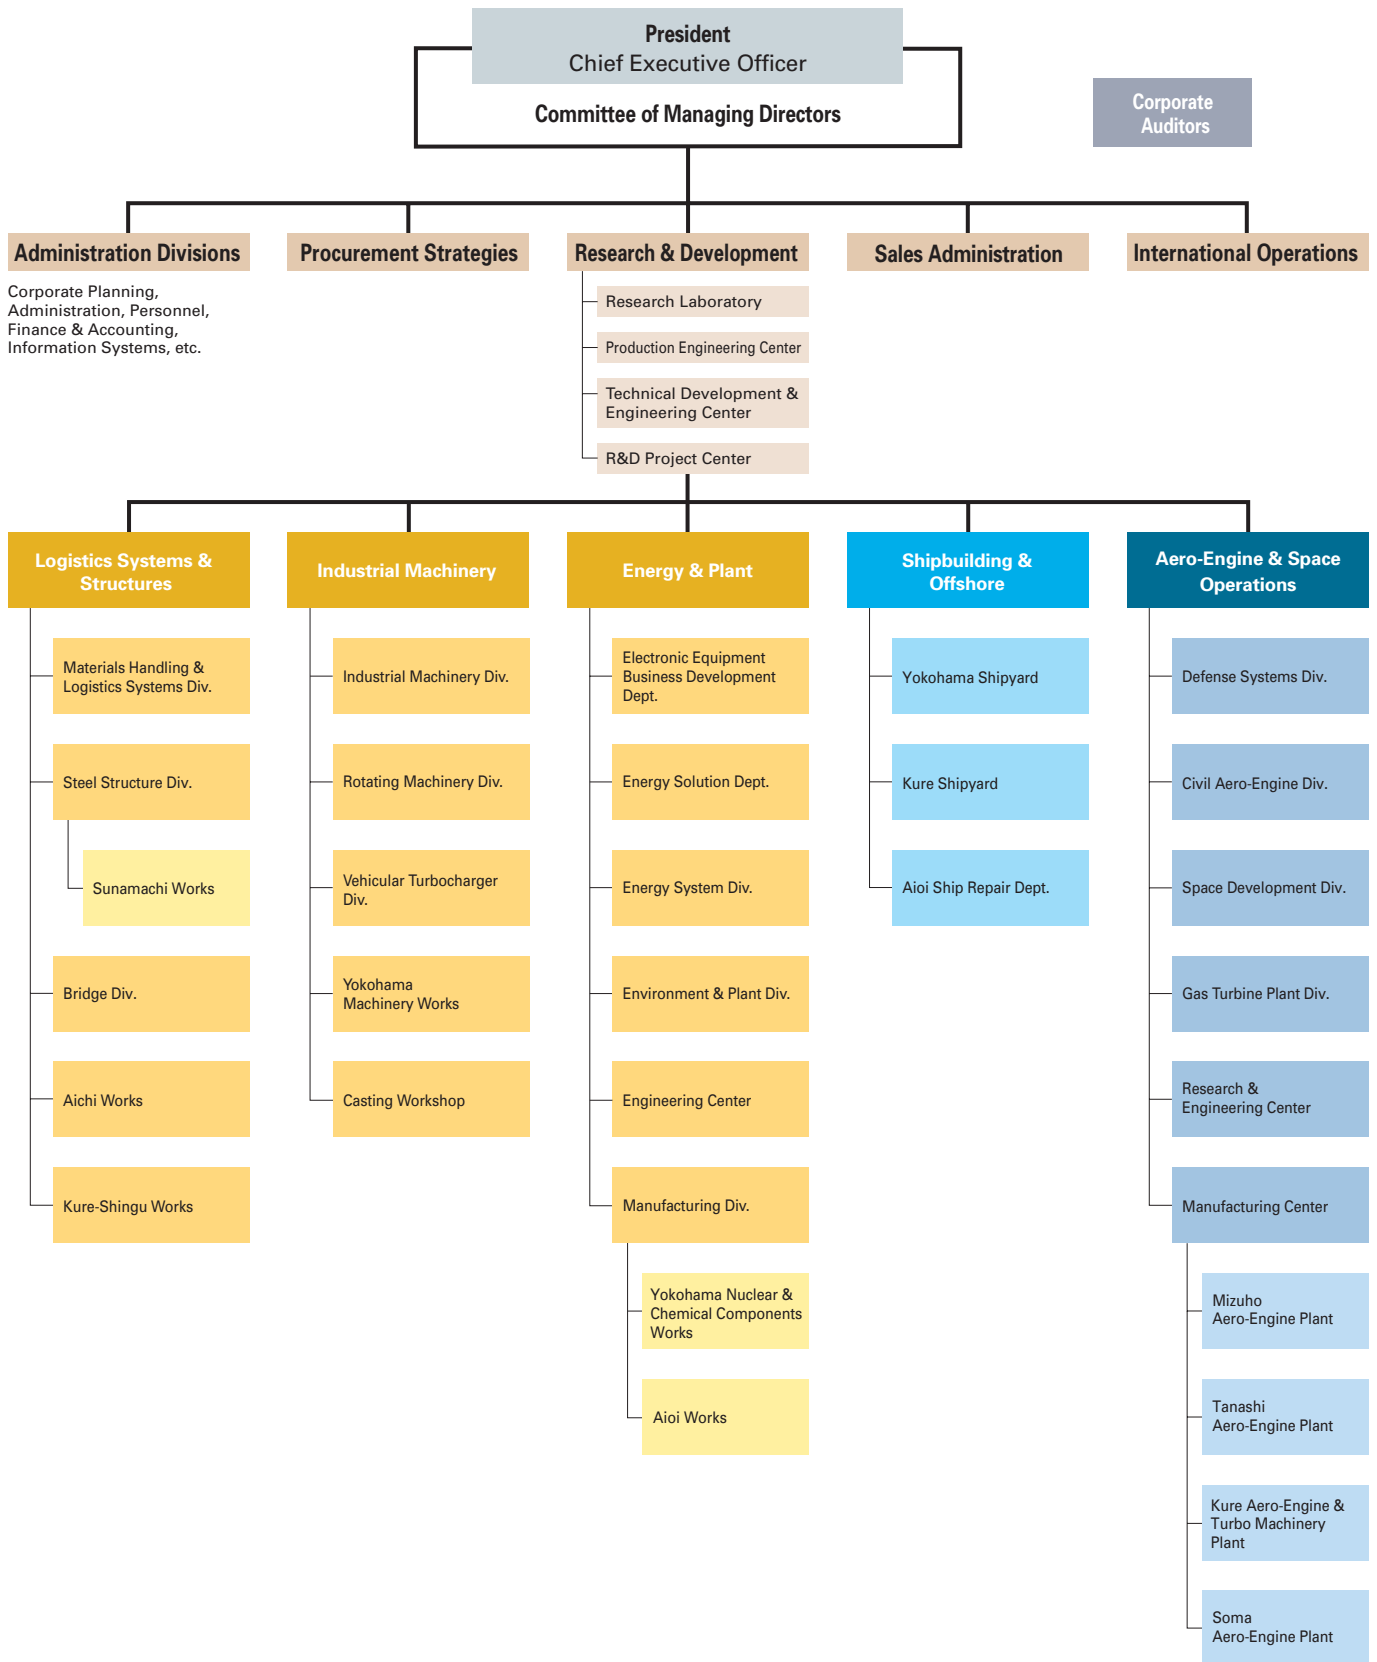 President
Chief Executive Officer
Committee of Managing Directors
Corporate
Auditors
Administration Divisions
Corporate Planning,
Administration, Personnel,
Finance & Accounting,
Information Systems, etc.
Procurement Strategies
Research & Development
Research Laboratory
Production Engineering Center
Technical Development &
Engineering Center
R&D Project Center
Sales Administration
International Operations
Logistics Systems &
Structures
Materials Handling &
Logistics Systems Div.
Steel Structure Div.
Sunamachi Works
Bridge Div.
Aichi Works
Kure-Shingu Works
Industrial Machinery
Industrial Machinery Div.
Rotating Machinery Div.
Vehicular Turbocharger
Div.
Yokohama
Machinery Works
Casting Workshop
Energy & Plant
Electronic Equipment
Business Development
Dept.
Energy Solution Dept.
Energy System Div.
Environment & Plant Div.
Engineering Center
Manufacturing Div.
Yokohama Nuclear &
Chemical Components
Works
Aioi Works
Shipbuilding &
Offshore
Yokohama Shipyard
Kure Shipyard
Aioi Ship Repair Dept.
Aero-Engine & Space
Operations
Defense Systems Div.
Civil Aero-Engine Div.
Space Development Div.
Gas Turbine Plant Div.
Research &
Engineering Center
Manufacturing Center
Mizuho
Aero-Engine Plant
Tanashi
Aero-Engine Plant
Kure Aero-Engine &
Turbo Machinery
Plant
Soma
Aero-Engine Plant